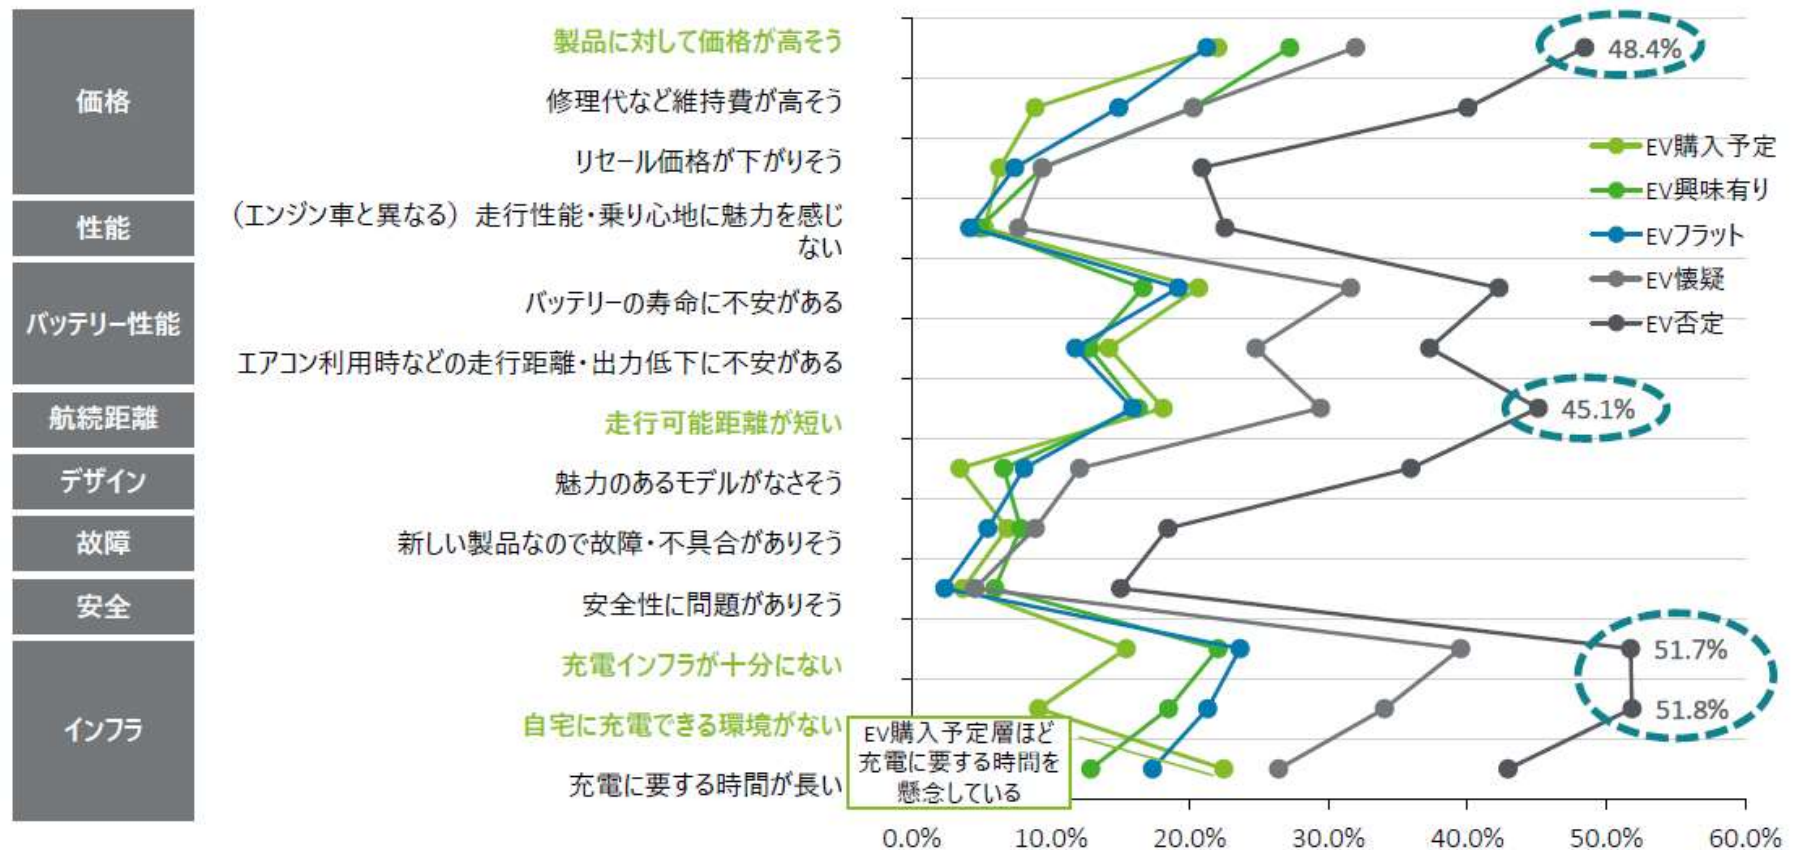 価格
製品に対して価格が高そう
修理代など維持費が高そう
リセール価格が下がりそう
性能
（エンジン車と異なる）走行性能・乗り心地に魅力を感じ
ない
バッテリー性能
バッテリーの寿命に不安がある
エアコン利用時などの走行距離・出力低下に不安がある
航続距離
走行可能距離が短い
デザイン
魅力のあるモデルがなさそう
故障
新しい製品なので故障・不具合がありそう
安全
安全性に問題がありそう
インフラ
充電インフラが十分にない
自宅に充電できる環境がない
充電に要する時間が長い
48.4%
EV購入予定
EV興味有り
EVフラット
EV懐疑
EV否定
45.1%
51.7%
51.8%
EV購入予定層ほど
充電に要する時間を
懸念している
0.0%
10.0%
20.0%
30.0%
40.0%
50.0%
60.0%